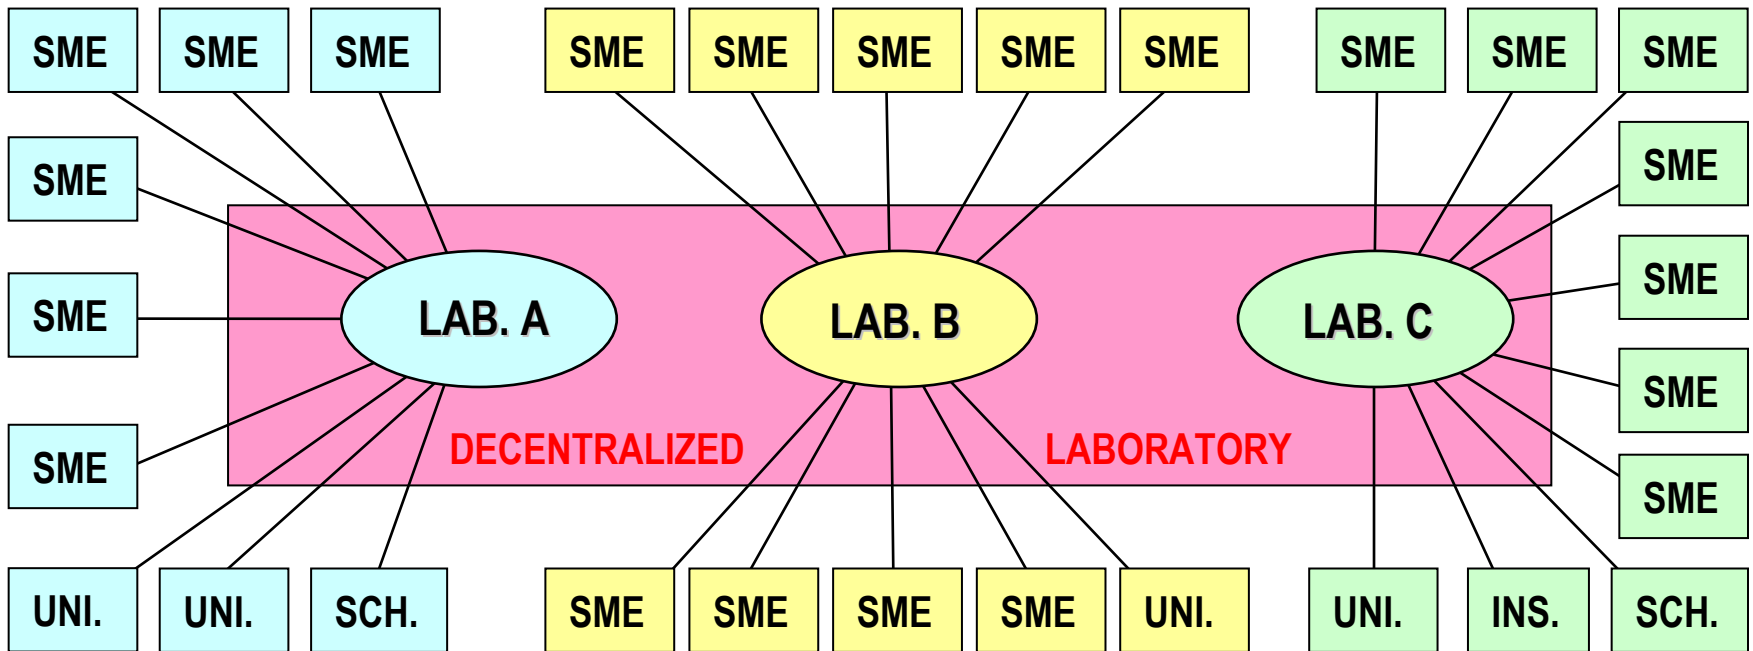 SME SME SME SME SME SME SME SME SME SME SME
SME SME
SME SME
LAB. A LAB. B LAB. C
SME
DECENTRALIZED LABORATORY
SME SME
UNI. UNI. SCH. SME SME SME SME UNI. UNI. INS. SCH.